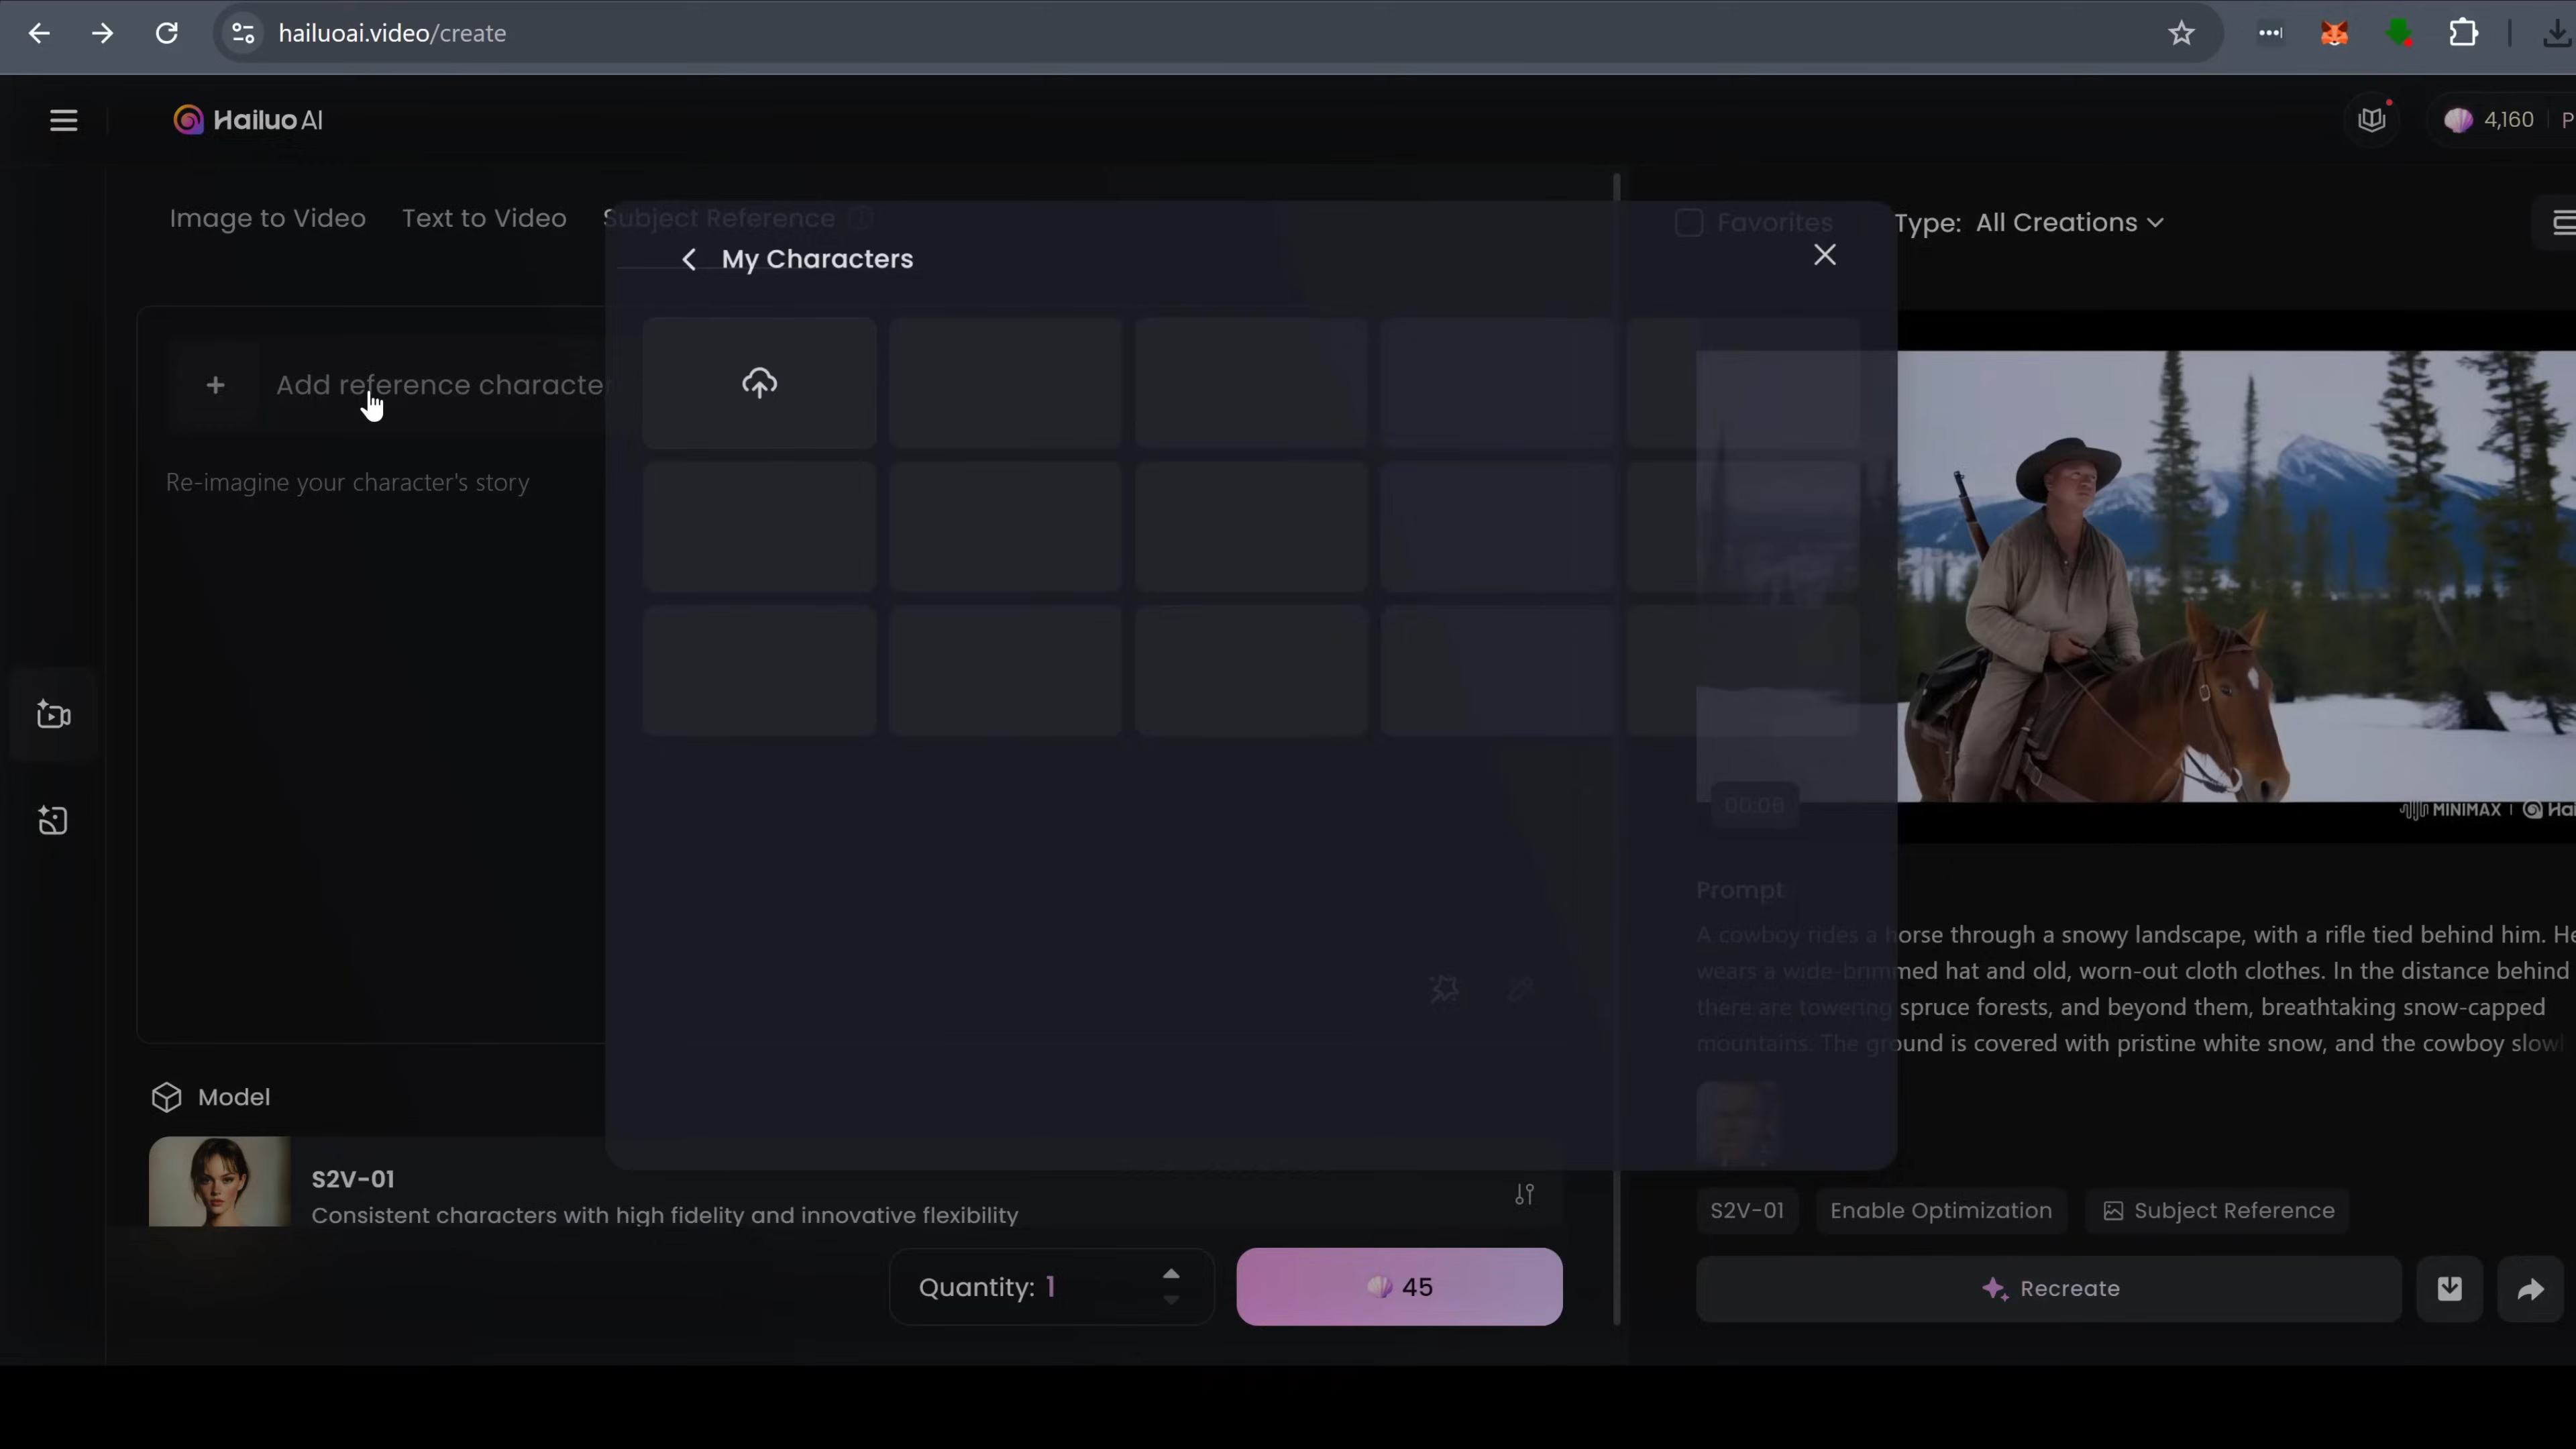 hailuoai.video/create
Hailuo AI
4,160
P
Image to Video
Text to Video
Subject Reference
Favorites
Type: All Creations
My Characters
Add reference character
Re-imagine your character's story
00:06
MINIMAX
Hai
Prompt
A cowboy rides a horse through a snowy landscape, with a rifle tied behind him. He
wears a wide-brimmed hat and old, worn-out cloth clothes. In the distance behind
there are towering spruce forests, and beyond them, breathtaking snow-capped
mountains. The ground is covered with pristine white snow, and the cowboy slowl
Model
S2V-01
Consistent characters with high fidelity and innovative flexibility
S2V-01
Enable Optimization
Subject Reference
Quantity: 1
45
Recreate